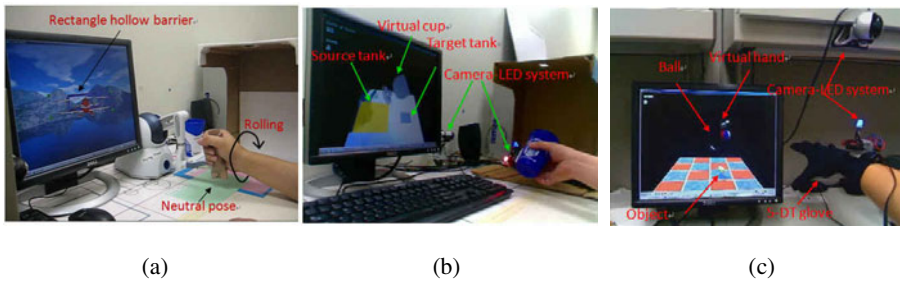 Rectangle hollow barrier
Rolling
Neutral pose
Virtual cup
Source tank
Target tank
Camera-LED system
Virtual hand
Ball
Camera-LED system
Object
5-DT glove
(a)
(b)
(c)